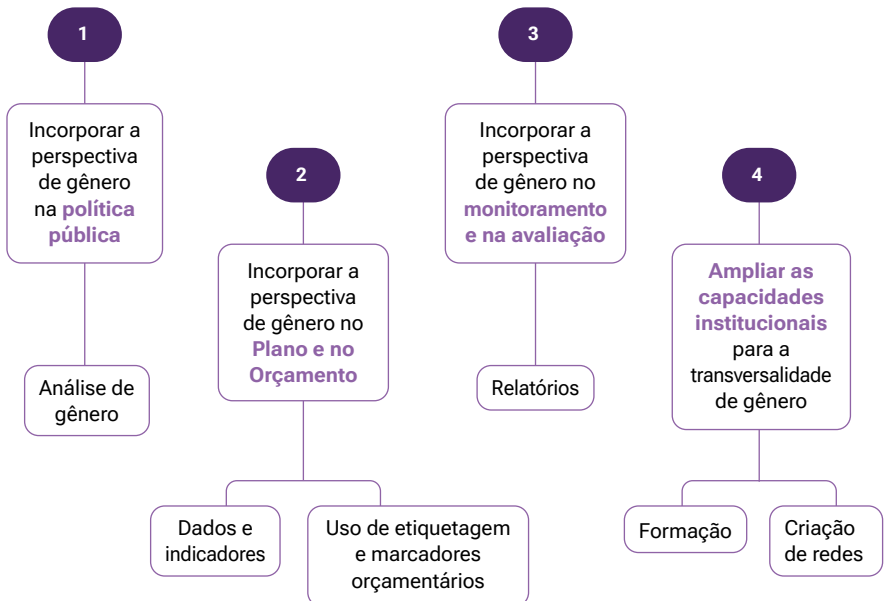 1
Incorporar a
perspectiva
de gênero
na política
pública
Análise de
gênero
2
Incorporar a
perspectiva
de gênero no
Plano e no
Orçamento
Dados e
indicadores
Uso de etiquetagem
e marcadores
orçamentários
3
Incorporar a
perspectiva
de gênero no
monitoramento
e na avaliação
Relatórios
4
Ampliar as
capacidades
institucionais
para a
transversalidade
de gênero
Formação
Criação
de redes